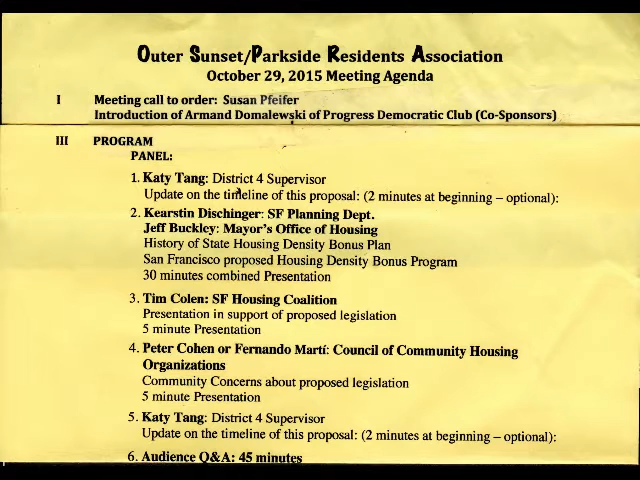 Outer Sunset/Parkside Residents Association
October 29, 2015 Meeting Agenda
I Meeting call to order: Susan Pfeifer
Introduction of Armand Domalewski of Progress Democratic Club (Co-Sponsors)
III PROGRAM
PANEL:
1. Katy Tang: District 4 Supervisor
Update on the timeline of this proposal: (2 minutes at beginning – optional):
2. Kearstin Dischinger: SF Planning Dept.
Jeff Buckley: Mayor's Office of Housing
History of State Housing Density Bonus Plan
San Francisco proposed Housing Density Bonus Program
30 minutes combined Presentation
3. Tim Colen: SF Housing Coalition
Presentation in support of proposed legislation
5 minute Presentation
4. Peter Cohen or Fernando Martí: Council of Community Housing
Organizations
Community Concerns about proposed legislation
5 minute Presentation
5. Katy Tang: District 4 Supervisor
Update on the timeline of this proposal: (2 minutes at beginning – optional):
6. Audience Q&A: 45 minutes